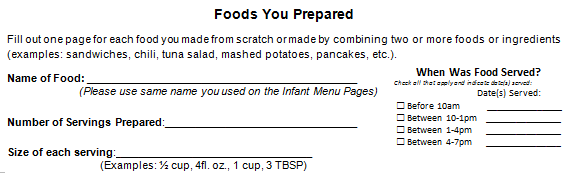 Foods You Prepared
Fill out one page for each food you made from scratch or made by combining two or more foods or ingredients
(examples: sandwiches, chili, tuna salad, mashed potatoes, pancakes, etc.).
Name of Food:
(Please use same name you used on the Infant Menu Pages)
Number of Servings Prepared:
Size of each serving:
(Examples: ½ cup, 4fl. oz., 1 cup, 3 TBSP)
When Was Food Served?
Check all that apply and indicate date(s) served:
Date(s) Served:
☐ Before 10am
☐ Between 10-1pm
☐ Between 1-4pm
☐ Between 4-7pm